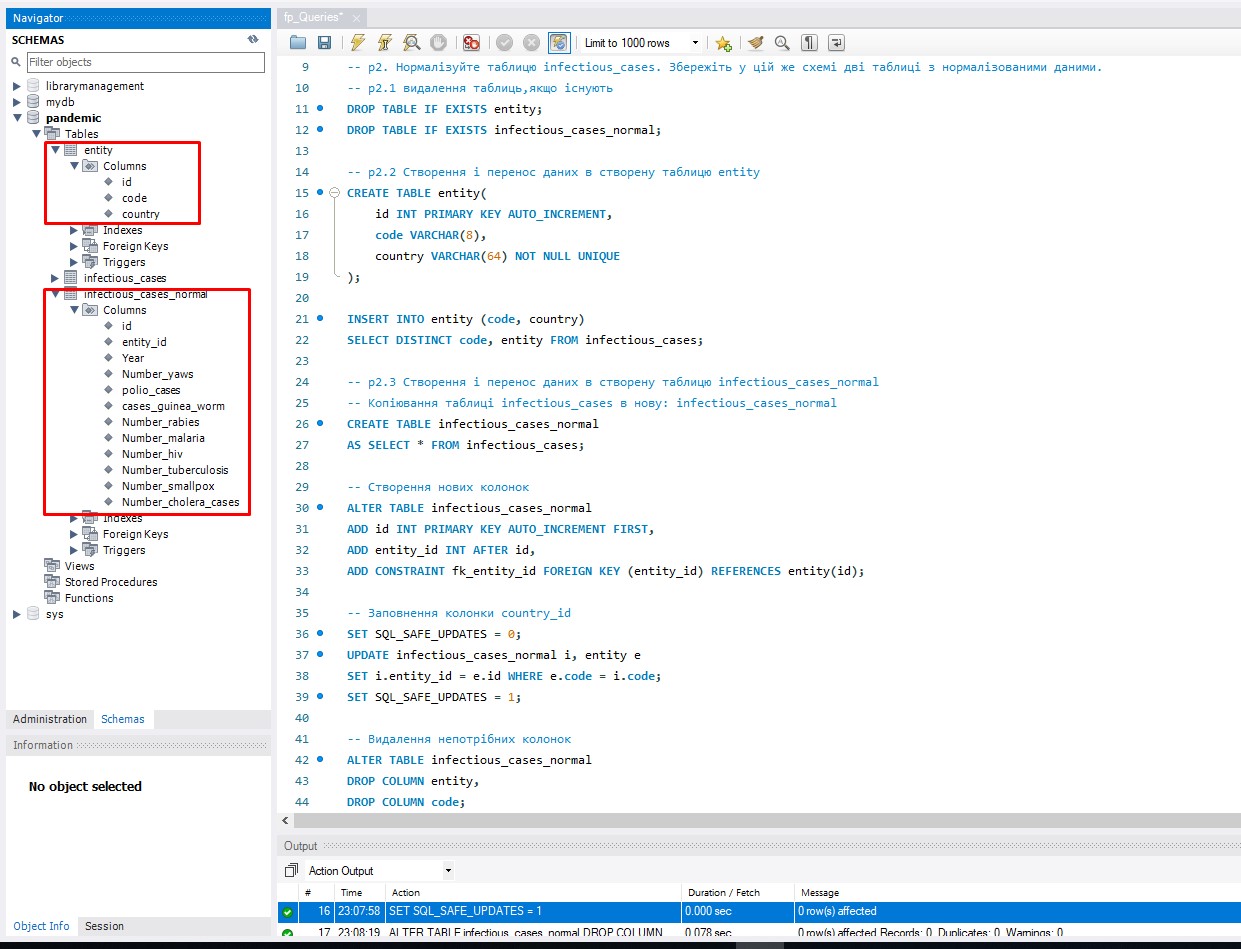 Navigator
SCHEMAS
Filter objects
librarymanagement
mydb
pandemic
Tables
entity
Columns
id
code
country
Indexes
Foreign Keys
Triggers
infectious_cases
infectious_cases_normal
Columns
id
entity_id
Year
Number_yaws
polio_cases
cases_guinea_worm
Number_rabies
Number_malaria
Number_hiv
Number_tuberculosis
Number_smallpox
Number_cholera_cases
Indexes
Foreign Keys
Triggers
Views
Stored Procedures
Functions
sys
Administration Schemas
Information
No object selected
Object Info Session
fp_Queries*
Limit to 1000 rows
9 -- p2. Нормалізуйте таблицю infectious_cases. Збережіть у цій же схемі дві таблиці з нормалізованими даними.
10 -- p2.1 видалення таблиць,якщо існують
11 DROP TABLE IF EXISTS entity;
12 DROP TABLE IF EXISTS infectious_cases_normal;
13
14 -- p2.2 Створення і перенос даних в створену таблицю entity
15 CREATE TABLE entity(
16 id INT PRIMARY KEY AUTO_INCREMENT,
17 code VARCHAR(8),
18 country VARCHAR(64) NOT NULL UNIQUE
19 );
20
21 INSERT INTO entity (code, country)
22 SELECT DISTINCT code, entity FROM infectious_cases;
23
24 -- p2.3 Створення і перенос даних в створену таблицю infectious_cases_normal
25 -- Копіювання таблиці infectious_cases в нову: infectious_cases_normal
26 CREATE TABLE infectious_cases_normal
27 AS SELECT * FROM infectious_cases;
28
29 -- Створення нових колонок
30 ALTER TABLE infectious_cases_normal
31 ADD id INT PRIMARY KEY AUTO_INCREMENT FIRST,
32 ADD entity_id INT AFTER id,
33 ADD CONSTRAINT fk_entity_id FOREIGN KEY (entity_id) REFERENCES entity(id);
34
35 -- Заповнення колонки country_id
36 SET SQL_SAFE_UPDATES = 0;
37 UPDATE infectious_cases_normal i, entity e
38 SET i.entity_id = e.id WHERE e.code = i.code;
39 SET SQL_SAFE_UPDATES = 1;
40
41 -- Видалення непотрібних колонок
42 ALTER TABLE infectious_cases_normal
43 DROP COLUMN entity,
44 DROP COLUMN code;
Output
Action Output
# Time Action Duration / Fetch Message
16 23:07:58 SET SQL_SAFE_UPDATES = 1 0.000 sec 0 row(s) affected
17 23:08:19 ALTER TABLE infectious_cases_normal DROP COLUMN 0.078 sec 0 row(s) affected Records: 0 Duplicates: 0 Warnings: 0